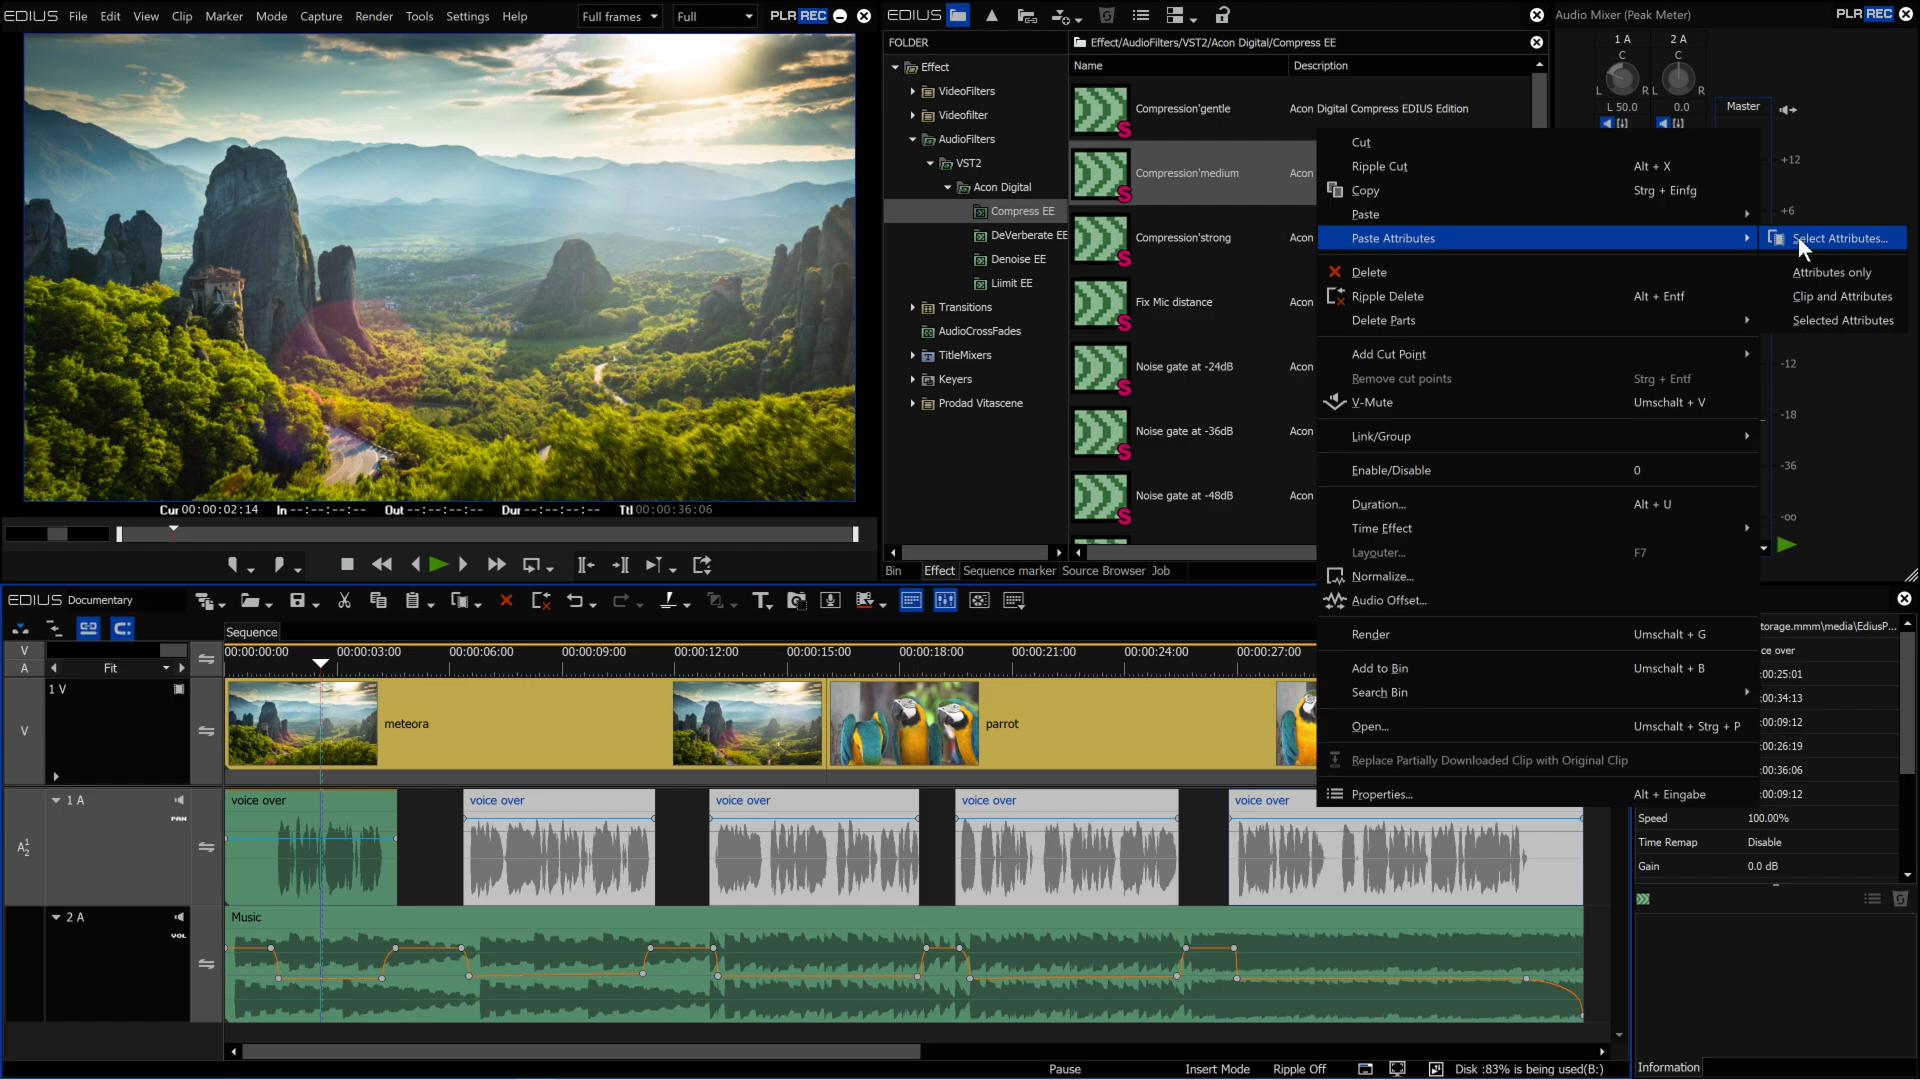 EDIUS File Edit View Clip Marker Mode Capture Render Tools Settings Help Full frames Full PLR REC
Cur 00:00:02:14 In --:--:--:-- Out --:--:--:-- Dur --:--:--:-- Ttl 00:00:36:06
EDIUS
FOLDER
Effect
VideoFilters
Videofilter
AudioFilters
VST2
Acon Digital
Compress EE
DeVerberate EE
Denoise EE
Liimit EE
Transitions
AudioCrossFades
TitleMixers
Keyers
Prodad Vitascene
Effect/AudioFilters/VST2/Acon Digital/Compress EE
Name Description
Compression'gentle Acon Digital Compress EDIUS Edition
Compression'medium Acon
Compression'strong Acon
Fix Mic distance Acon
Noise gate at -24dB Acon
Noise gate at -36dB Acon
Noise gate at -48dB Acon
S
S
S
S
S
S
S
Bin Effect Sequence marker Source Browser Job
Audio Mixer (Peak Meter) PLR REC
1 A 2 A
C C
L R L R
L 50.0 0.0 Master
+12
+6
-12
-18
-36
-oo
Cut
Ripple Cut Alt + X
Copy Strg + Einfg
Paste
Paste Attributes
Delete
Ripple Delete Alt + Entf
Delete Parts
Add Cut Point
Remove cut points Strg + Entf
V-Mute Umschalt + V
Link/Group
Enable/Disable 0
Duration... Alt + U
Time Effect
Layouter... F7
Normalize...
Audio Offset...
Render Umschalt + G
Add to Bin Umschalt + B
Search Bin
Open... Umschalt + Strg + P
Replace Partially Downloaded Clip with Original Clip
Properties... Alt + Eingabe
Select Attributes...
Attributes only
Clip and Attributes
Selected Attributes
EDIUS Documentary
Sequence
V
A Fit
00:00:00:00 00:00:03:00 00:00:06:00 00:00:09:00 00:00:12:00 00:00:15:00 00:00:18:00 00:00:21:00 00:00:24:00 00:00:27:00
1 V
V
meteora parrot
1 A
PAN
A 1 2
voice over voice over voice over voice over voice over
2 A
VOL
Music
torage.mmm\media\EdiusP...
ce over
:00:25:01
:00:34:13
:00:09:12
:00:26:19
:00:36:06
:00:09:12
Speed 100.00%
Time Remap Disable
Gain 0.0 dB
Information
Pause Insert Mode Ripple Off Disk :83% is being used(B:)